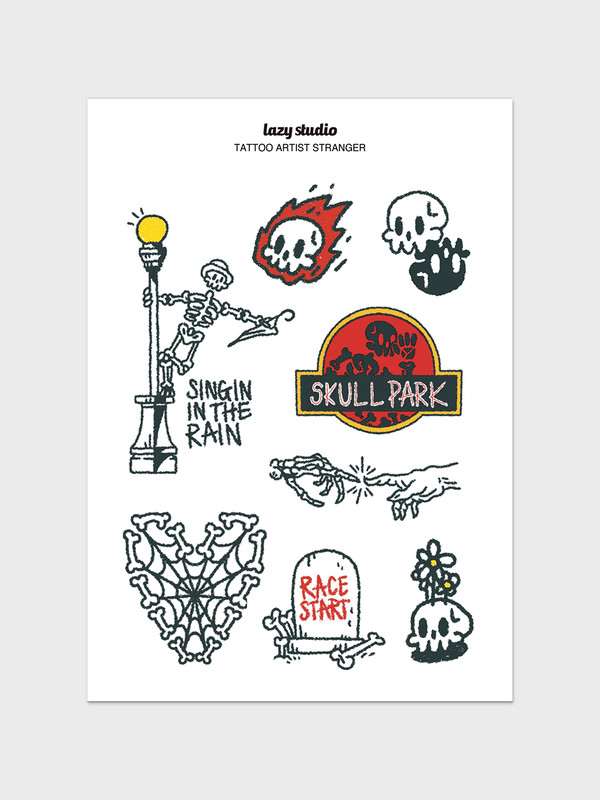 lazy studio
TATTOO ARTIST STRANGER
SINGIN
IN THE
RAIN
SKULL PARK
RACE
START